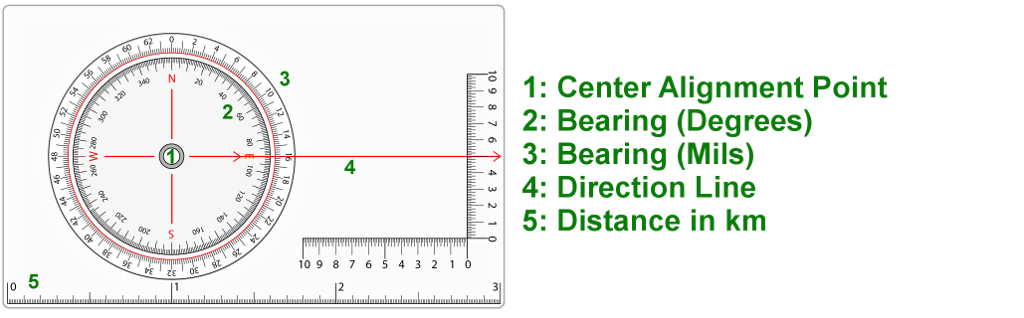 0 2 4 6 8 10 12 14 16 18 20 22 24 26 28 30 32 34 36 38 40 42 44 46 48 50 52 54 56 58 60 62
20 40 60 80 100 120 140 160 200 220 240 260 280 300 320 340
N
E
S
W
1
2
3
4
5
10
9
8
7
6
4
3
2
1
0
10 9 8 7 6 5 4 3 2 1 0
0 1 2 3
1: Center Alignment Point
2: Bearing (Degrees)
3: Bearing (Mils)
4: Direction Line
5: Distance in km